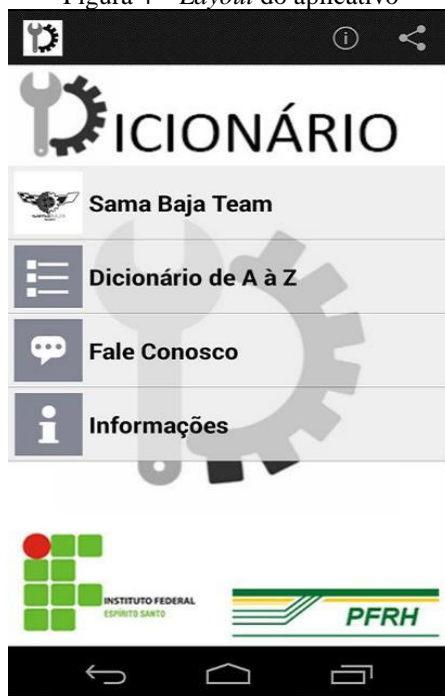 Figura 4 – Layout do aplicativo
DICIONÁRIO
Sama Baja Team
Dicionário de A à Z
Fale Conosco
Informações
INSTITUTO FEDERAL
ESPÍRITO SANTO
PFRH